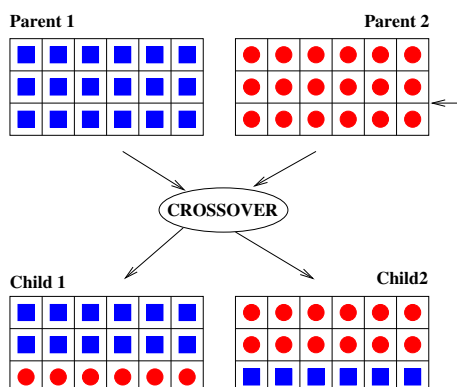 Parent 1
Parent 2
CROSSOVER
Child 1
Child2